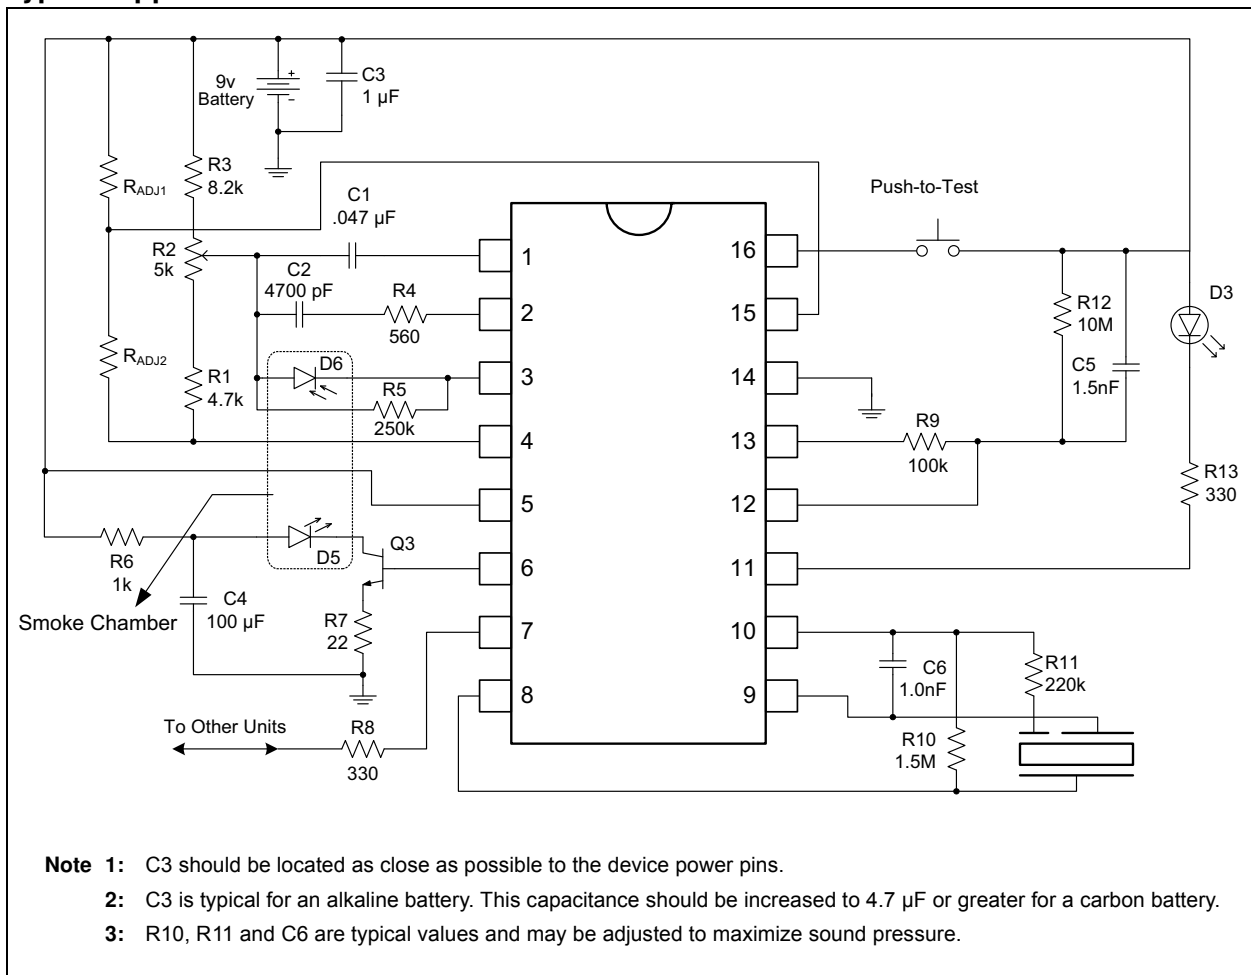 9v
Battery
C3
1 µF
R3
8.2k
RADJ1
C1
.047 µF
Push-to-Test
R2
5k
1
16
C2
4700 pF
R4
560
2
15
R12
10M
D3
RADJ2
D6
3
14
C5
1.5nF
R1
4.7k
R5
250k
4
13
R9
100k
R13
330
5
12
R6
1k
D5
Q3
6
11
Smoke Chamber
C4
100 µF
R7
22
7
10
C6
1.0nF
R11
220k
8
9
To Other Units
R8
330
R10
1.5M
Note 1: C3 should be located as close as possible to the device power pins.
2: C3 is typical for an alkaline battery. This capacitance should be increased to 4.7 µF or greater for a carbon battery.
3: R10, R11 and C6 are typical values and may be adjusted to maximize sound pressure.